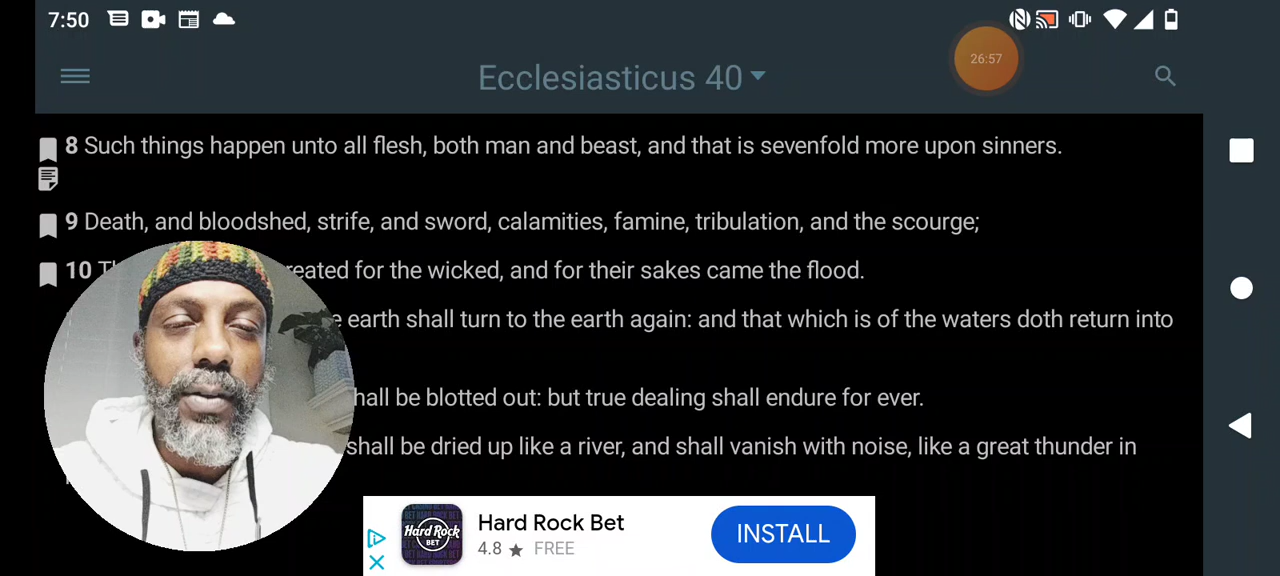 7:50
26:57
Ecclesiasticus 40
8 Such things happen unto all flesh, both man and beast, and that is sevenfold more upon sinners.
9 Death, and bloodshed, strife, and sword, calamities, famine, tribulation, and the scourge;
10 reated for the wicked, and for their sakes came the flood.
e earth shall turn to the earth again: and that which is of the waters doth return into
hall be blotted out: but true dealing shall endure for ever.
shall be dried up like a river, and shall vanish with noise, like a great thunder in
Hard Rock
BET
Hard Rock Bet
4.8 ★ FREE
INSTALL